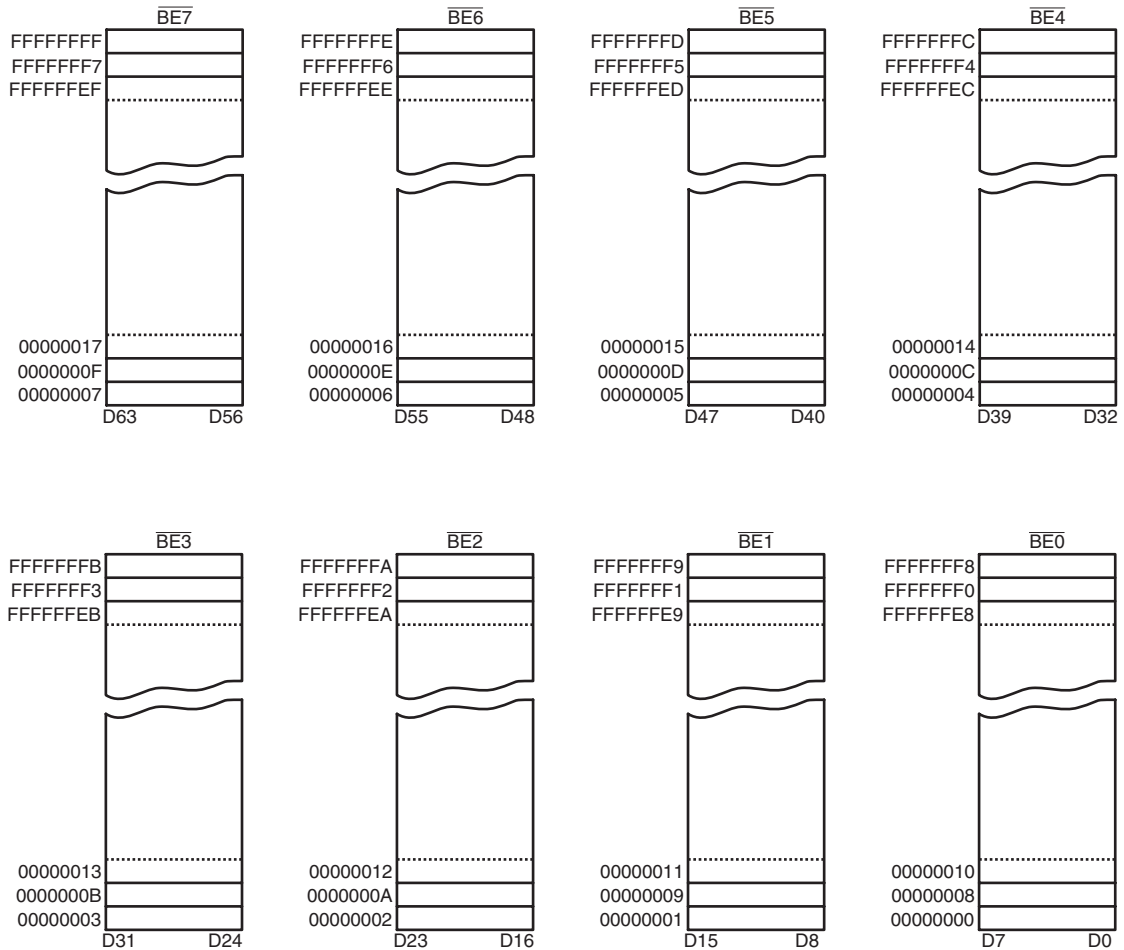 BE7 BE6 BE5 BE4
FFFFFFFF FFFFFFFE FFFFFFFD FFFFFFFC
FFFFFFF7 FFFFFFF6 FFFFFFF5 FFFFFFF4
FFFFFFEF FFFFFFEE FFFFFFED FFFFFFEC
00000017 00000016 00000015 00000014
0000000F 0000000E 0000000D 0000000C
00000007 00000006 00000005 00000004
D63 D56 D55 D48 D47 D40 D39 D32
BE3 BE2 BE1 BE0
FFFFFFFB FFFFFFFA FFFFFFF9 FFFFFFF8
FFFFFFF3 FFFFFFF2 FFFFFFF1 FFFFFFF0
FFFFFFEB FFFFFFEA FFFFFFE9 FFFFFFE8
00000013 00000012 00000011 00000010
0000000B 0000000A 00000009 00000008
00000003 00000002 00000001 00000000
D31 D24 D23 D16 D15 D8 D7 D0